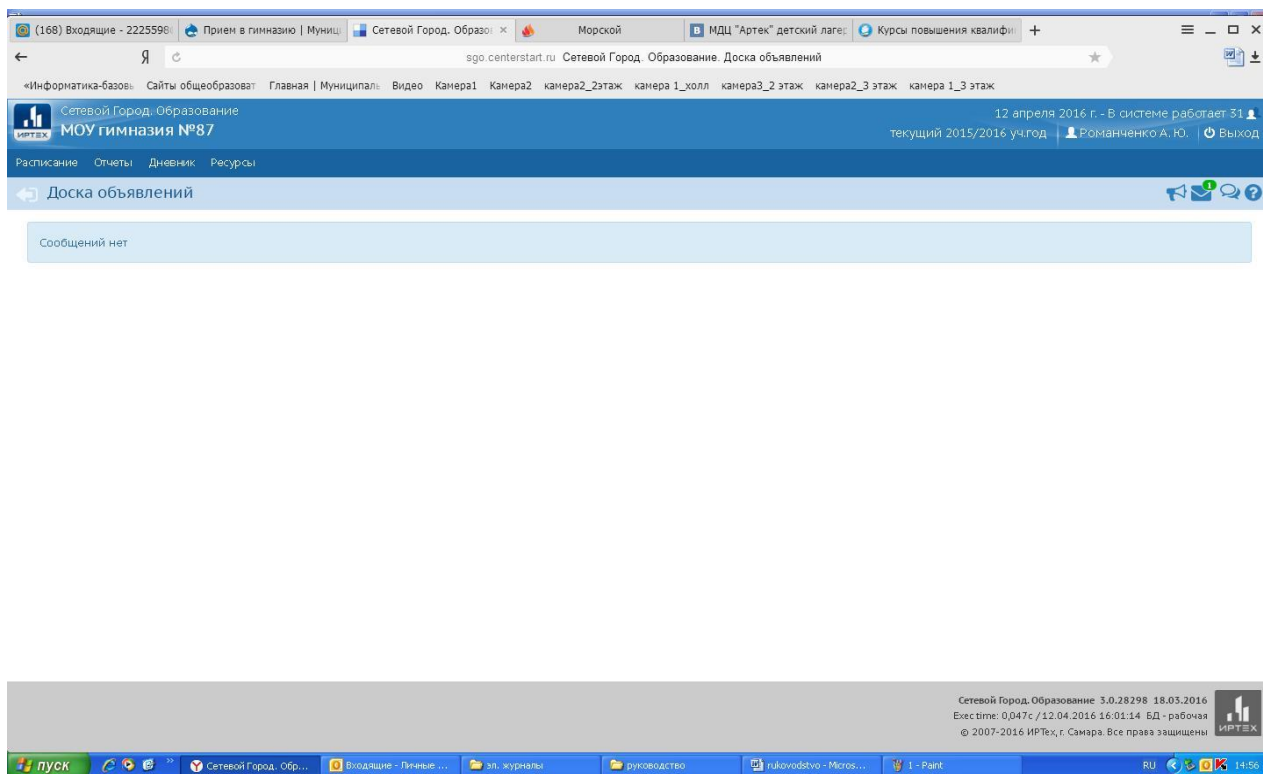 (168) Входящие - 2225598 Прием в гимназию | Муници Сетевой Город. Образо × Морской МДЦ "Артек" детский лагер Курсы повышения квалифи +
Я sgo.centerstart.ru Сетевой Город. Образование. Доска объявлений
«Информатика-базовь Сайты общеобразоват Главная | Муниципаль Видео Камера1 Камера2 камера2_2этаж камера 1_холл камера3_2 этаж камера2_3 этаж камера 1_3 этаж
Сетевой Город. Образование 12 апреля 2016 г. - В системе работает 31
ИРТЕХ МОУ гимназия №87 текущий 2015/2016 уч.год Романченко А. Ю. Выход
Расписание Отчеты Дневник Ресурсы
Доска объявлений 1 ?
Сообщений нет
Сетевой Город. Образование 3.0.28298 18.03.2016
Exec time: 0,047с / 12.04.2016 16:01:14 БД - рабочая
© 2007-2016 ИРТех, г. Самара. Все права защищены ИРТЕХ
пуск » Сетевой Город. Обр... Входящие - Личные ... эл. журналы руководство rukovodstvo - Micros... 1 - Paint RU 14:56